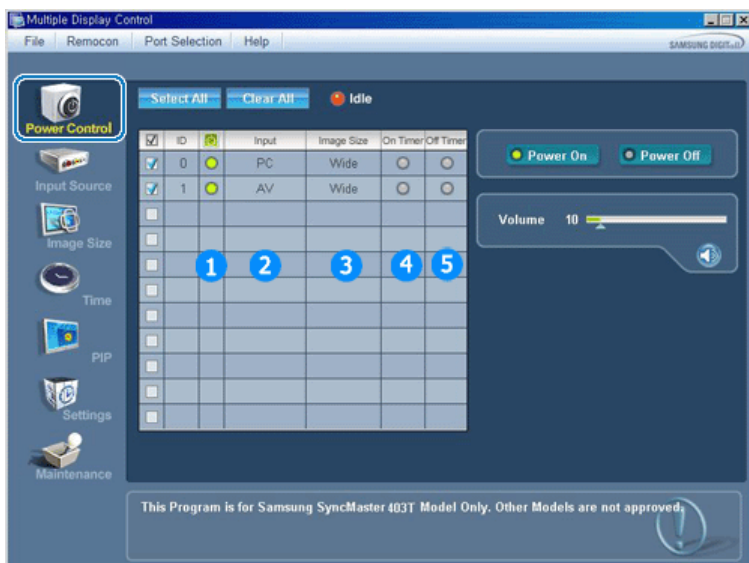 Multiple Display Control
File Remocon Port Selection Help
SAMSUNG DIGITall
Select All Clear All Idle
Power Control
Input Source
Image Size
Time
PIP
Settings
Maintenance
ID Input Image Size On Timer Off Timer
0 PC Wide
1 AV Wide
1 2 3 4 5
Power On Power Off
Volume 10
This Program is for Samsung SyncMaster 403T Model Only. Other Models are not approved.